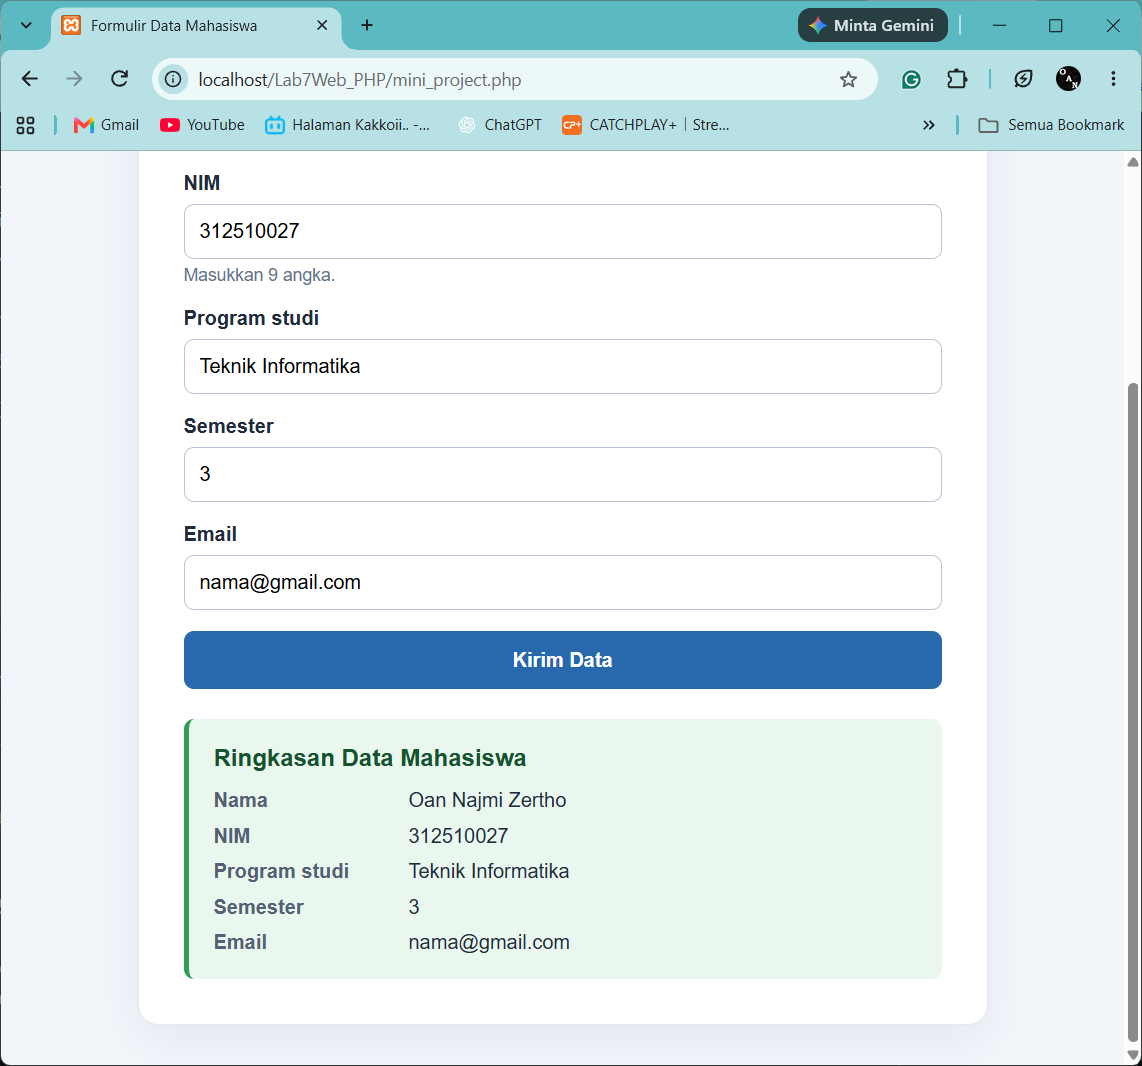 Formulir Data Mahasiswa
Minta Gemini
localhost/Lab7Web_PHP/mini_project.php
Gmail
YouTube
Halaman Kakkoii.. -...
ChatGPT
CP+
CATCHPLAY+ | Stre...
Semua Bookmark
NIM
312510027
Masukkan 9 angka.
Program studi
Teknik Informatika
Semester
3
Email
nama@gmail.com
Kirim Data
Ringkasan Data Mahasiswa
Nama Oan Najmi Zertho
NIM 312510027
Program studi Teknik Informatika
Semester 3
Email nama@gmail.com